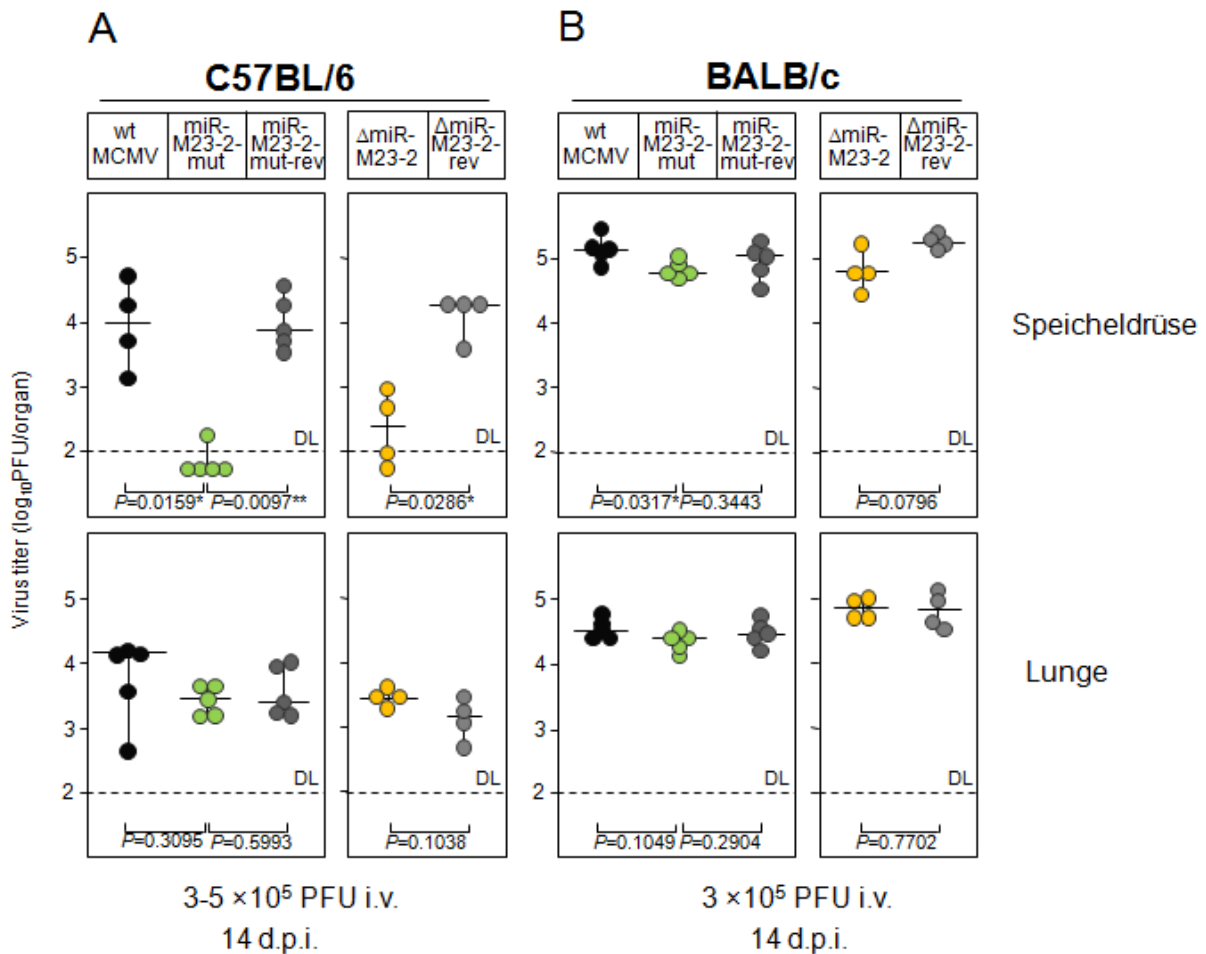 A
B
C57BL/6
BALB/c
wt
MCMV
miR-
M23-2-
mut
miR-
M23-2-
mut-rev
ΔmiR-
M23-2
ΔmiR-
M23-2-
rev
wt
MCMV
miR-
M23-2-
mut
miR-
M23-2-
mut-rev
ΔmiR-
M23-2
ΔmiR-
M23-2-
rev
Virus titer (log₁₀PFU/organ)
5
4
3
2
DL
P=0.0159* P=0.0097**
DL
P=0.0286*
5
4
3
2
DL
P=0.0317* P=0.3443
P=0.0796
Speicheldrüse
5
4
3
2
DL
P=0.3095 P=0.5993
DL
P=0.1038
5
4
3
2
DL
P=0.1049 P=0.2904
P=0.7702
Lunge
3-5 ×10⁵ PFU i.v.
14 d.p.i.
3 ×10⁵ PFU i.v.
14 d.p.i.